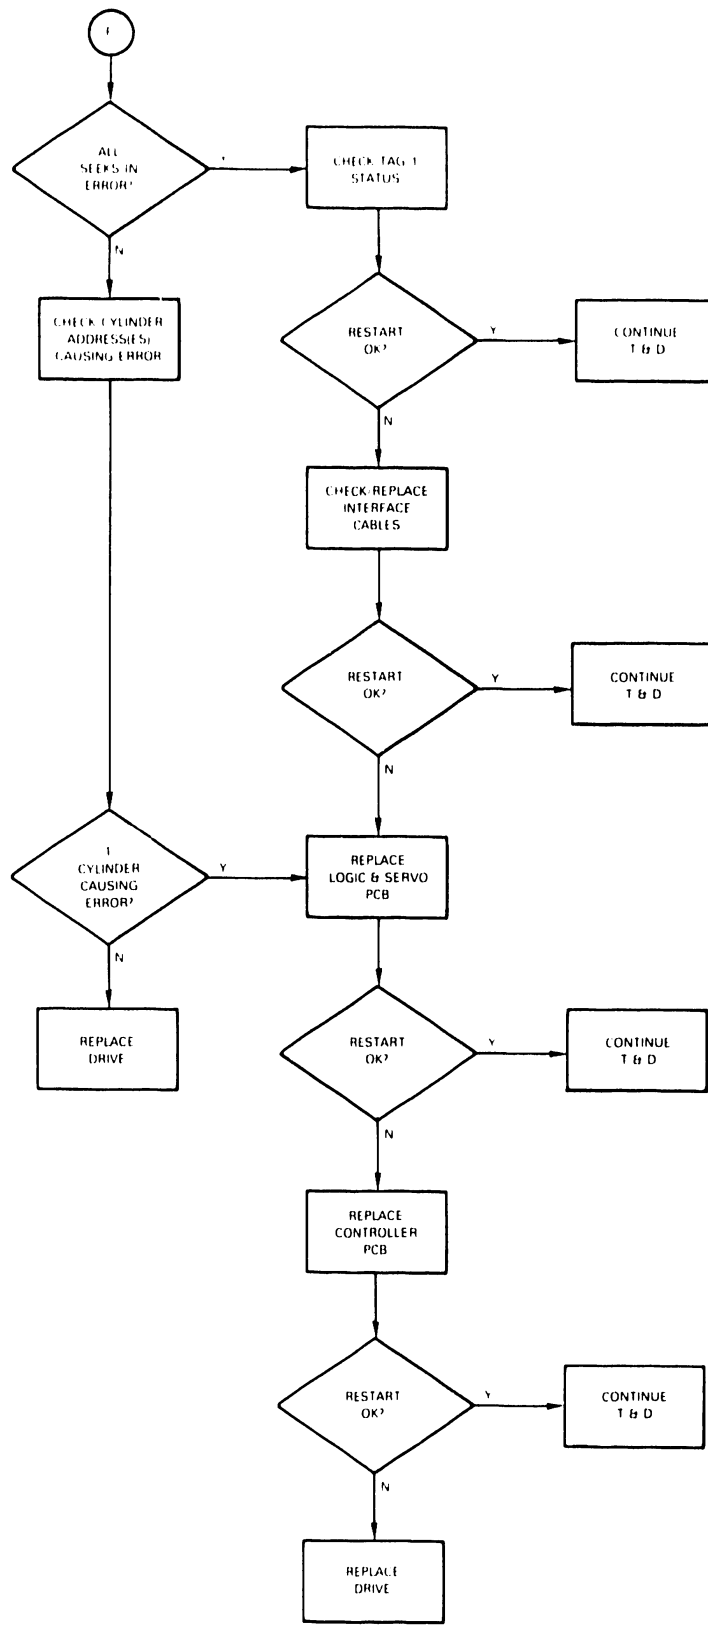 F
ALL
SEEKS IN
ERROR?
Y
CHECK TAG 1
STATUS
N
CHECK CYLINDER
ADDRESS(ES)
CAUSING ERROR
RESTART
OK?
Y
CONTINUE
T & D
N
CHECK/REPLACE
INTERFACE
CABLES
RESTART
OK?
Y
CONTINUE
T & D
N
1
CYLINDER
CAUSING
ERROR?
Y
REPLACE
LOGIC & SERVO
PCB
N
REPLACE
DRIVE
RESTART
OK?
Y
CONTINUE
T & D
N
REPLACE
CONTROLLER
PCB
RESTART
OK?
Y
CONTINUE
T & D
N
REPLACE
DRIVE